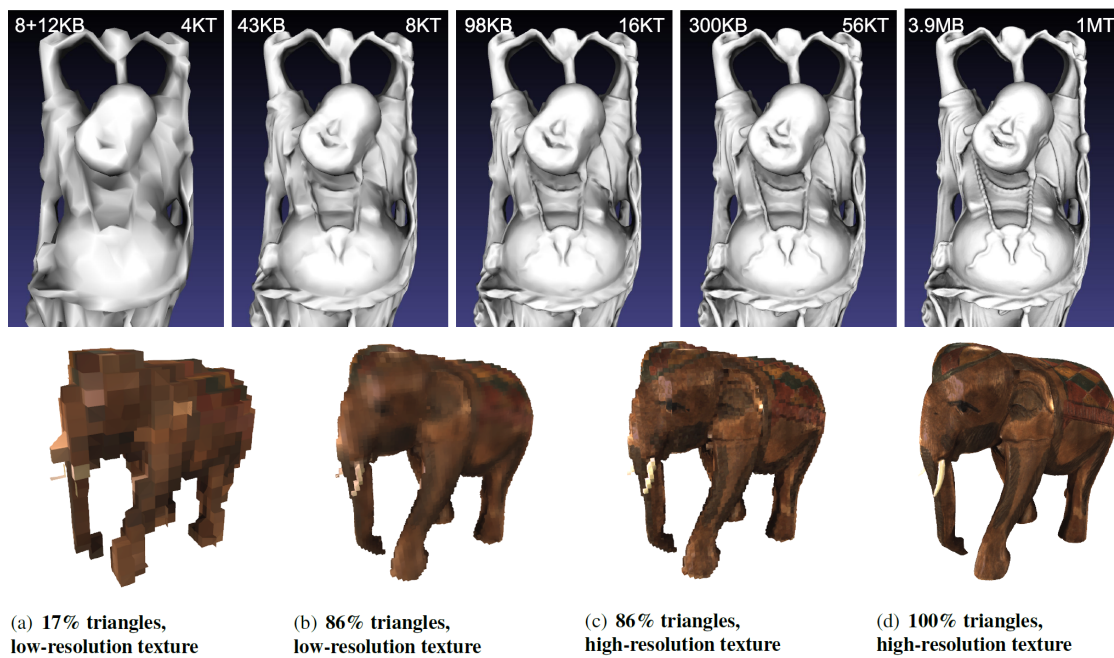 8+12KB 4KT 43KB 8KT 98KB 16KT 300KB 56KT 3.9MB 1MT
(a) 17% triangles,
low-resolution texture
(b) 86% triangles,
low-resolution texture
(c) 86% triangles,
high-resolution texture
(d) 100% triangles,
high-resolution texture